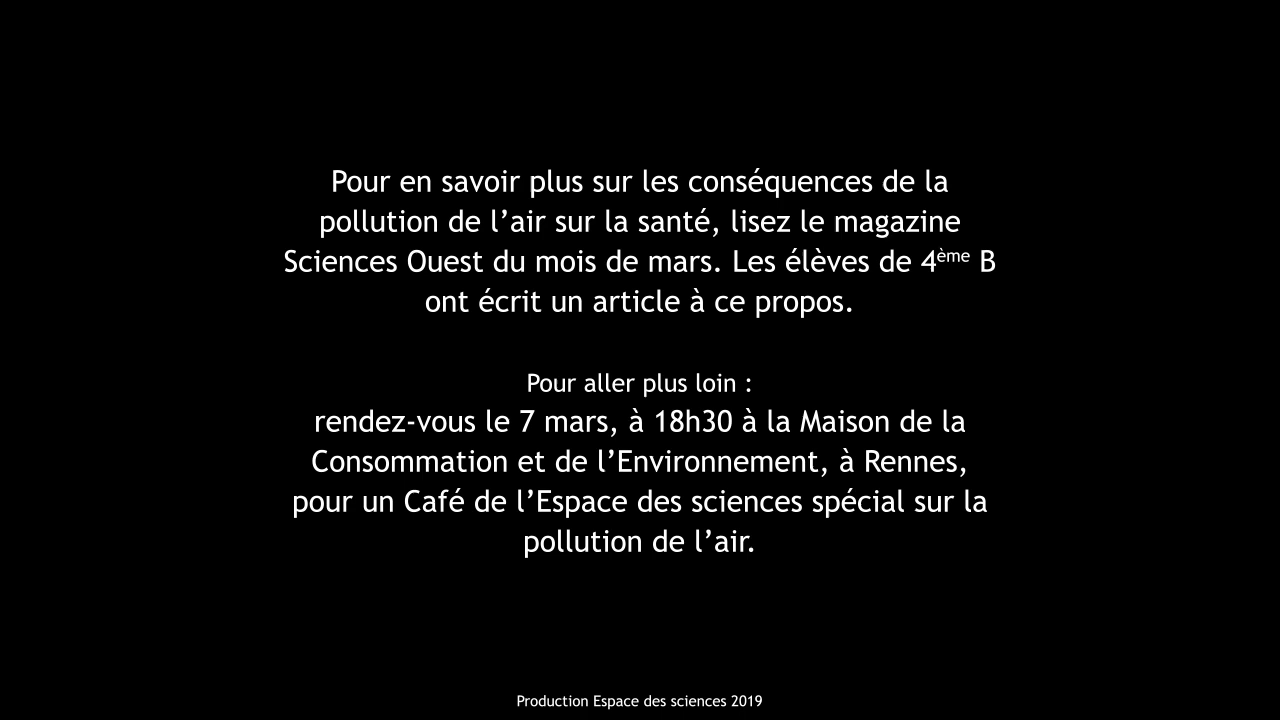 Pour en savoir plus sur les conséquences de la
pollution de l’air sur la santé, lisez le magazine
Sciences Ouest du mois de mars. Les élèves de 4ème B
ont écrit un article à ce propos.
Pour aller plus loin :
rendez-vous le 7 mars, à 18h30 à la Maison de la
Consommation et de l’Environnement, à Rennes,
pour un Café de l’Espace des sciences spécial sur la
pollution de l’air.
Production Espace des sciences 2019